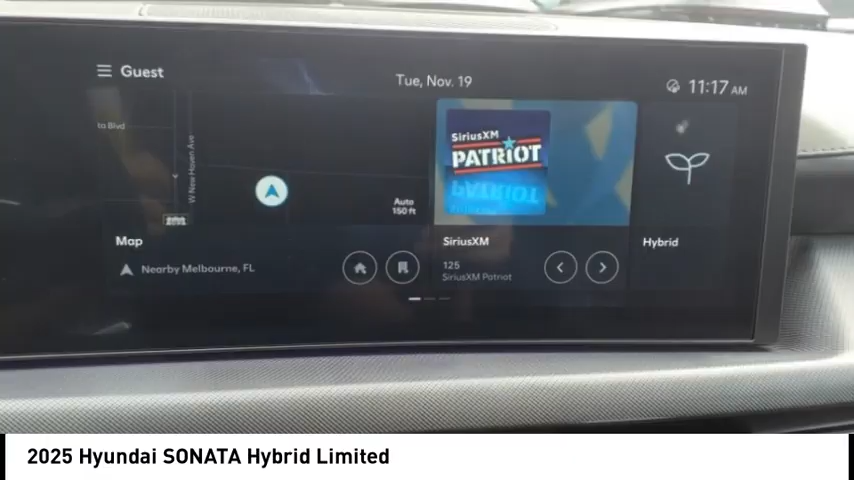 Guest
Tue, Nov. 19
11:17 AM
to Blvd
W New Haven Ave
Auto
150 ft
SiriusXM
PATRIOT
Map
Nearby Melbourne, FL
SiriusXM
125
SiriusXM Patriot
Hybrid
2025 Hyundai SONATA Hybrid Limited